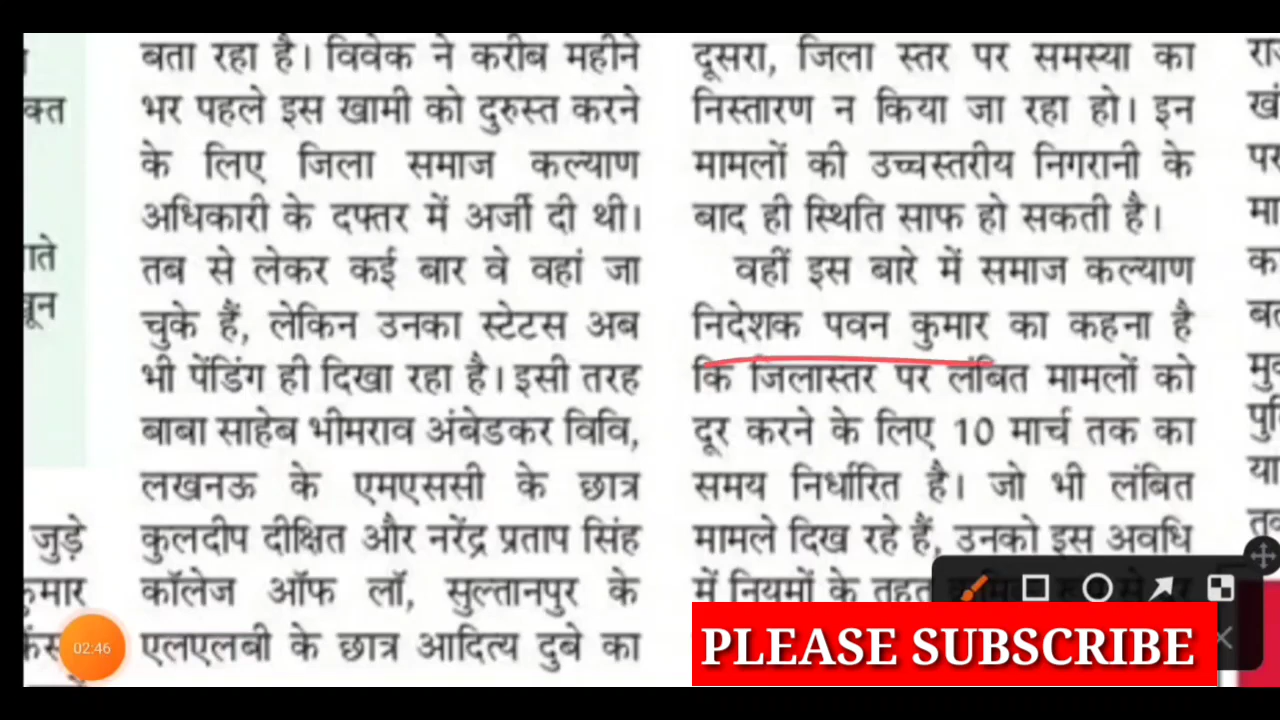 क्त
ाते
जुड़े
बता रहा है। विवेक ने करीब महीने
भर पहले इस खामी को दुरुस्त करने
के लिए जिला समाज कल्याण
अधिकारी के दफ्तर में अर्जी दी थी।
तब से लेकर कई बार वे वहां जा
चुके हैं, लेकिन उनका स्टेटस अब
भी पेंडिंग ही दिखा रहा है। इसी तरह
बाबा साहेब भीमराव अंबेडकर विवि,
लखनऊ के एमएससी के छात्र
कुलदीप दीक्षित और नरेंद्र प्रताप सिंह
कॉलेज ऑफ लॉ, सुल्तानपुर के
एलएलबी के छात्र आदित्य दुबे का
दूसरा, जिला स्तर पर समस्या का
निस्तारण न किया जा रहा हो। इन
मामलों की उच्चस्तरीय निगरानी के
बाद ही स्थिति साफ हो सकती है।
वहीं इस बारे में समाज कल्याण
निदेशक पवन कुमार का कहना है
कि जिलास्तर पर लंबित मामलों को
दूर करने के लिए 10 मार्च तक का
समय निर्धारित है। जो भी लंबित
मामले दिख रहे हैं, उनको इस अवधि
में नियमों के तहत
02:46
PLEASE SUBSCRIBE